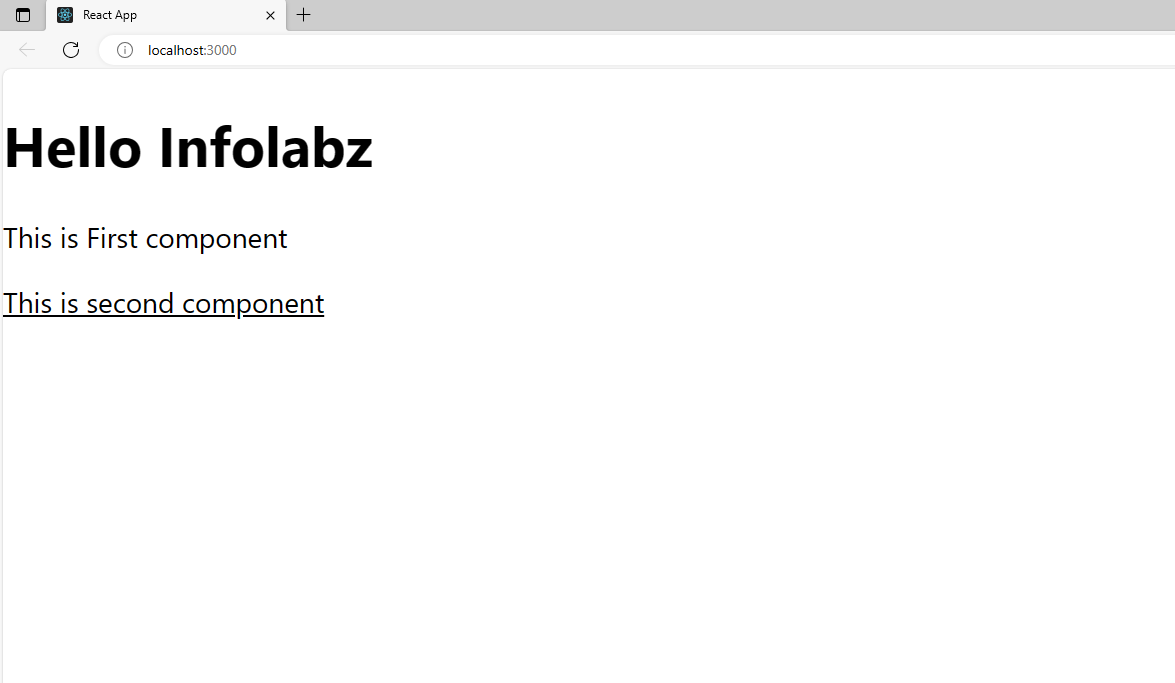 React App
localhost:3000
Hello Infolabz
This is First component
This is second component